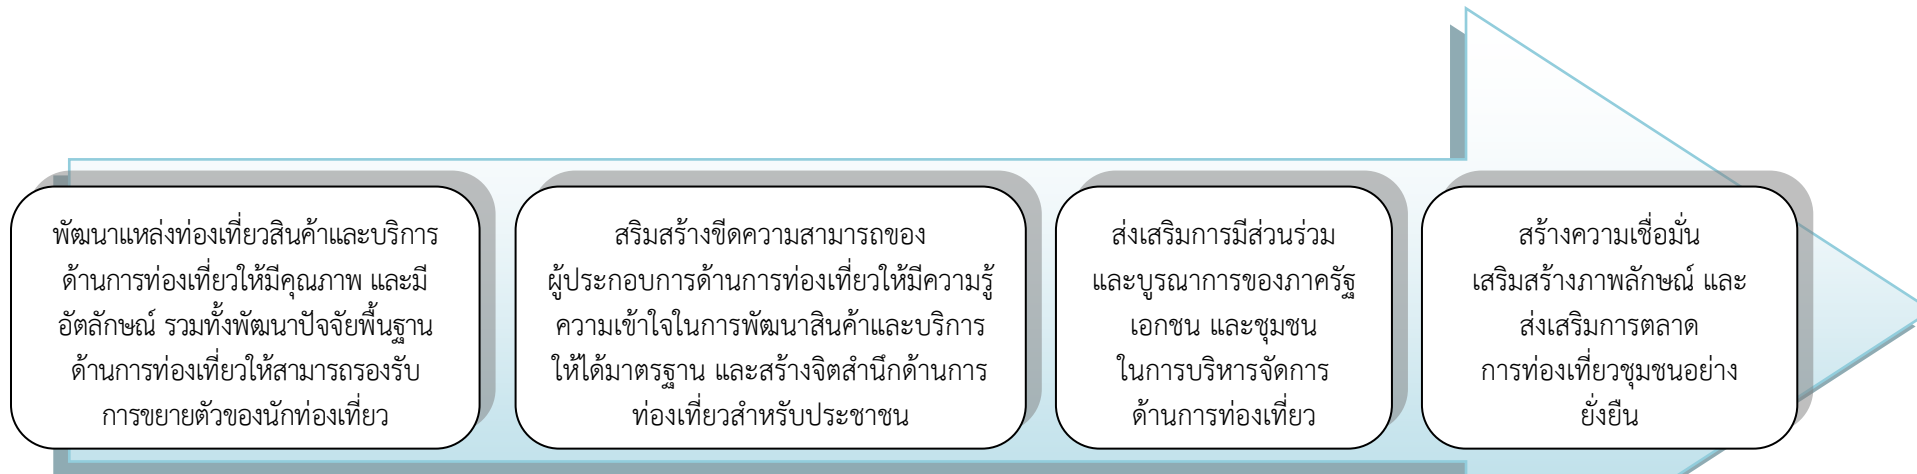 พัฒนาแหล่งท่องเที่ยวสินค้าและบริการ
ด้านการท่องเที่ยวให้มีคุณภาพ และมี
อัตลักษณ์ รวมทั้งพัฒนาปัจจัยพื้นฐาน
ด้านการท่องเที่ยวให้สามารถรองรับ
การขยายตัวของนักท่องเที่ยว
สริมสร้างขีดความสามารถของ
ผู้ประกอบการด้านการท่องเที่ยวให้มีความรู้
ความเข้าใจในการพัฒนาสินค้าและบริการ
ให้ได้มาตรฐาน และสร้างจิตสำนึกด้านการ
ท่องเที่ยวสำหรับประชาชน
ส่งเสริมการมีส่วนร่วม
และบูรณาการของภาครัฐ
เอกชน และชุมชน
ในการบริหารจัดการ
ด้านการท่องเที่ยว
สร้างความเชื่อมั่น
เสริมสร้างภาพลักษณ์ และ
ส่งเสริมการตลาด
การท่องเที่ยวชุมชนอย่าง
ยั่งยืน